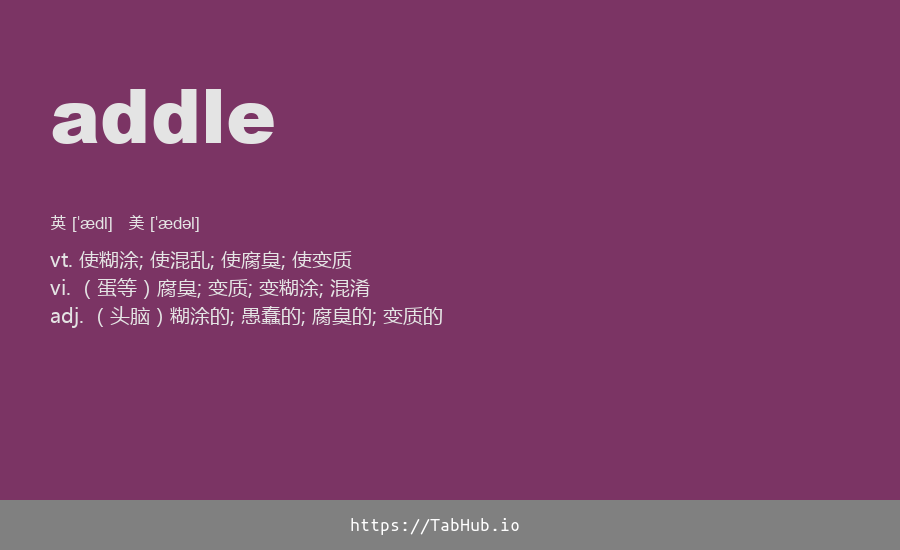 addle
英 [ˈædl] 美 [ˈædəl]
vt. 使糊涂; 使混乱; 使腐臭; 使变质
vi. （蛋等）腐臭; 变质; 变糊涂; 混淆
adj. （头脑）糊涂的; 愚蠢的; 腐臭的; 变质的
https://TabHub.io